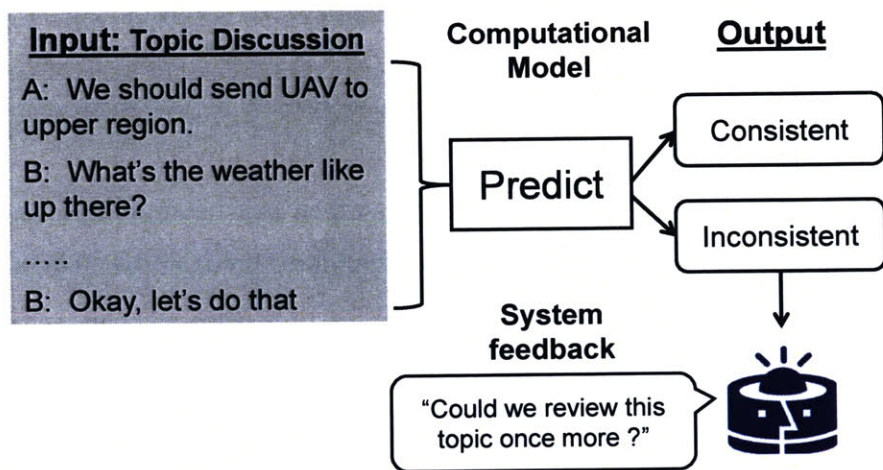 Input: Topic Discussion
A: We should send UAV to
upper region.
B: What's the weather like
up there?
.....
B: Okay, let's do that
Computational
Model
Predict
Output
Consistent
Inconsistent
System
feedback
“Could we review this
topic once more ?”